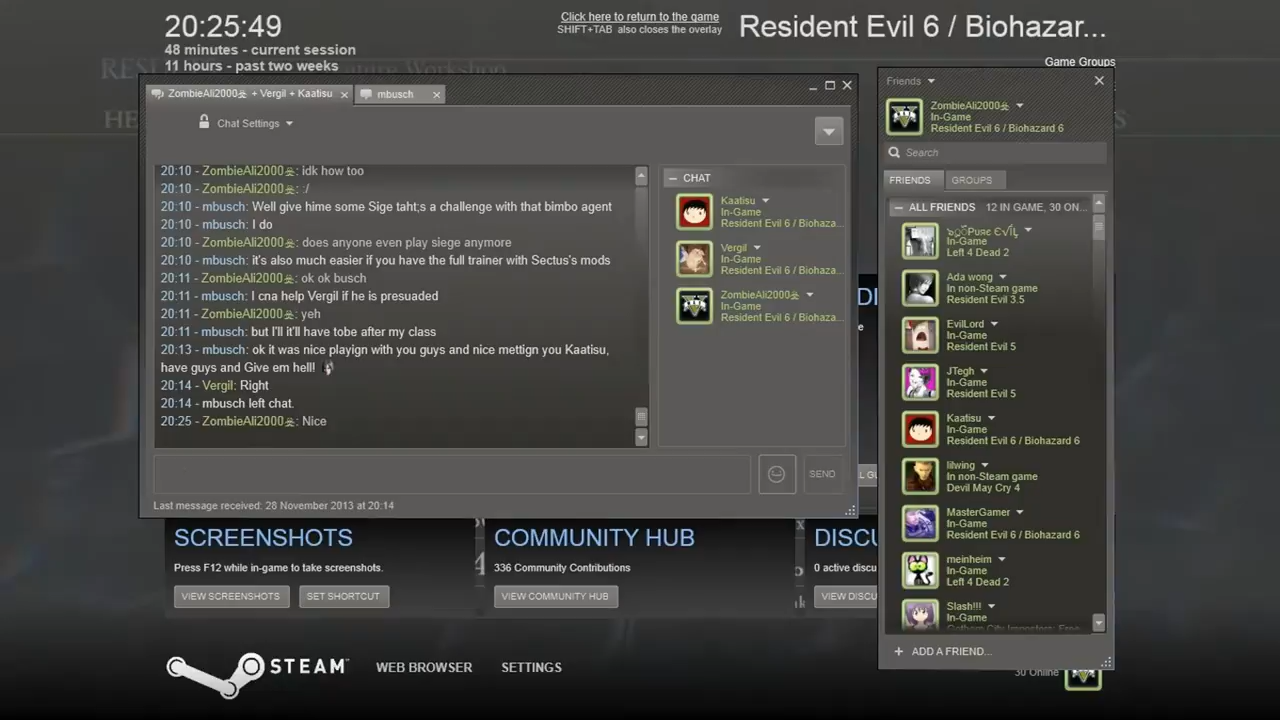 20:25:49
48 minutes - current session
11 hours - past two weeks
Click here to return to the game
SHIFT+TAB also closes the overlay
Resident Evil 6 / Biohazar...
Game Groups
Workshop
ZombieAli2000 + Vergil + Kaatisu
mbusch
Chat Settings
20:10 - ZombieAli2000: idk how too
20:10 - ZombieAli2000: :/
20:10 - mbusch: Well give hime some Sige taht;s a challenge with that bimbo agent
20:10 - mbusch: I do
20:10 - ZombieAli2000: does anyone even play siege anymore
20:10 - mbusch: it's also much easier if you have the full trainer with Sectus's mods
20:11 - ZombieAli2000: ok ok busch
20:11 - mbusch: I cna help Vergil if he is presuaded
20:11 - ZombieAli2000: yeh
20:11 - mbusch: but I'll it'll have tobe after my class
20:13 - mbusch: ok it was nice playign with you guys and nice mettign you Kaatisu,
have guys and Give em hell!
20:14 - Vergil: Right
20:14 - mbusch left chat.
20:25 - ZombieAli2000: Nice
CHAT
Kaatisu
In-Game
Resident Evil 6 / Biohaza...
Vergil
In-Game
Resident Evil 6 / Biohaza...
ZombieAli2000
In-Game
Resident Evil 6 / Biohaza...
SEND
Last message received: 28 November 2013 at 20:14
Friends
ZombieAli2000
In-Game
Resident Evil 6 / Biohazard 6
Search
FRIENDS
GROUPS
ALL FRIENDS
12 IN GAME, 30 ON...
In-Game
Left 4 Dead 2
Ada wong
In non-Steam game
Resident Evil 3.5
EvilLord
In-Game
Resident Evil 5
JTegh
In-Game
Resident Evil 5
Kaatisu
In-Game
Resident Evil 6 / Biohazard 6
lilwing
In non-Steam game
Devil May Cry 4
MasterGamer
In-Game
Resident Evil 6 / Biohazard 6
meinheim
In-Game
Left 4 Dead 2
Slash!!!
In-Game
Gotham City Impostors: Free...
+ ADD A FRIEND...
30 Online
SCREENSHOTS
Press F12 while in-game to take screenshots.
VIEW SCREENSHOTS
SET SHORTCUT
COMMUNITY HUB
336 Community Contributions
VIEW COMMUNITY HUB
DISCU
0 active discu
VIEW DISCU
STEAM
WEB BROWSER
SETTINGS